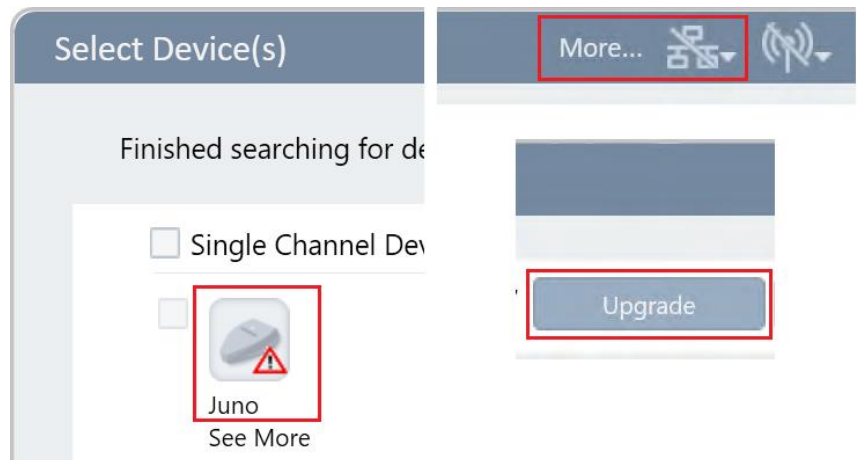 Select Device(s)
More...
Finished searching for de
Single Channel Dev
Upgrade
Juno
See More